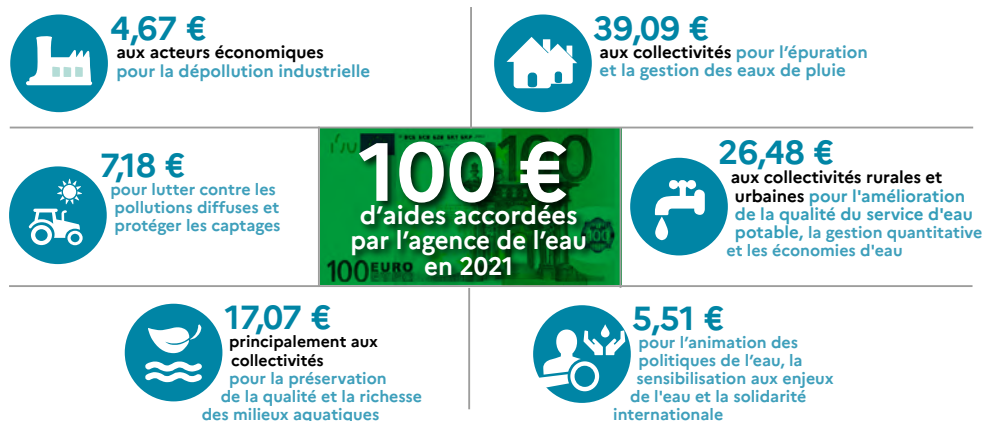 4,67 €
aux acteurs économiques
pour la dépollution industrielle
39,09 €
aux collectivités pour l'épuration
et la gestion des eaux de pluie
7,18 €
pour lutter contre les
pollutions diffuses et
protéger les captages
100 €
d'aides accordées
par l'agence de l'eau
en 2021
100 EURO
100
100
26,48 €
aux collectivités rurales et
urbaines pour l'amélioration
de la qualité du service d'eau
potable, la gestion quantitative
et les économies d'eau
17,07 €
principalement aux
collectivités
pour la préservation
de la qualité et la richesse
des milieux aquatiques
5,51 €
pour l'animation des
politiques de l'eau, la
sensibilisation aux enjeux
de l'eau et la solidarité
internationale